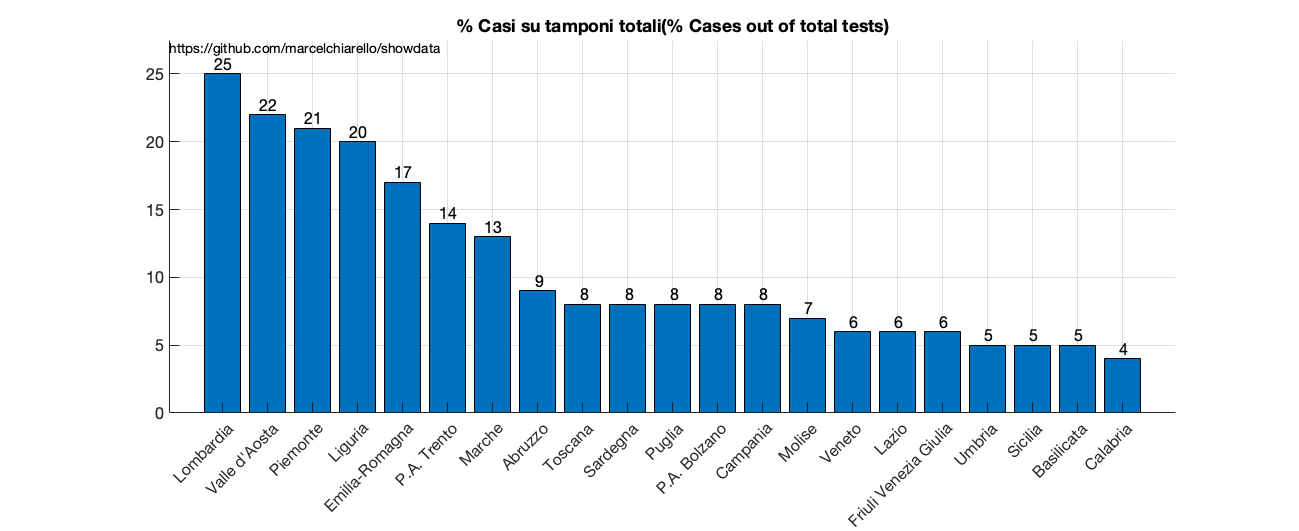 % Casi su tamponi totali(% Cases out of total tests)
https://github.com/marcelchiarello/showdata
25
22
21
20
17
14
13
9
8
8
8
8
8
7
6
6
6
5
5
5
4
25
20
15
10
5
0
Lombardia
Valle d'Aosta
Piemonte
Liguria
Emilia-Romagna
P.A. Trento
Marche
Abruzzo
Toscana
Sardegna
Puglia
P.A. Bolzano
Campania
Molise
Veneto
Lazio
Friuli Venezia Giulia
Umbria
Sicilia
Basilicata
Calabria